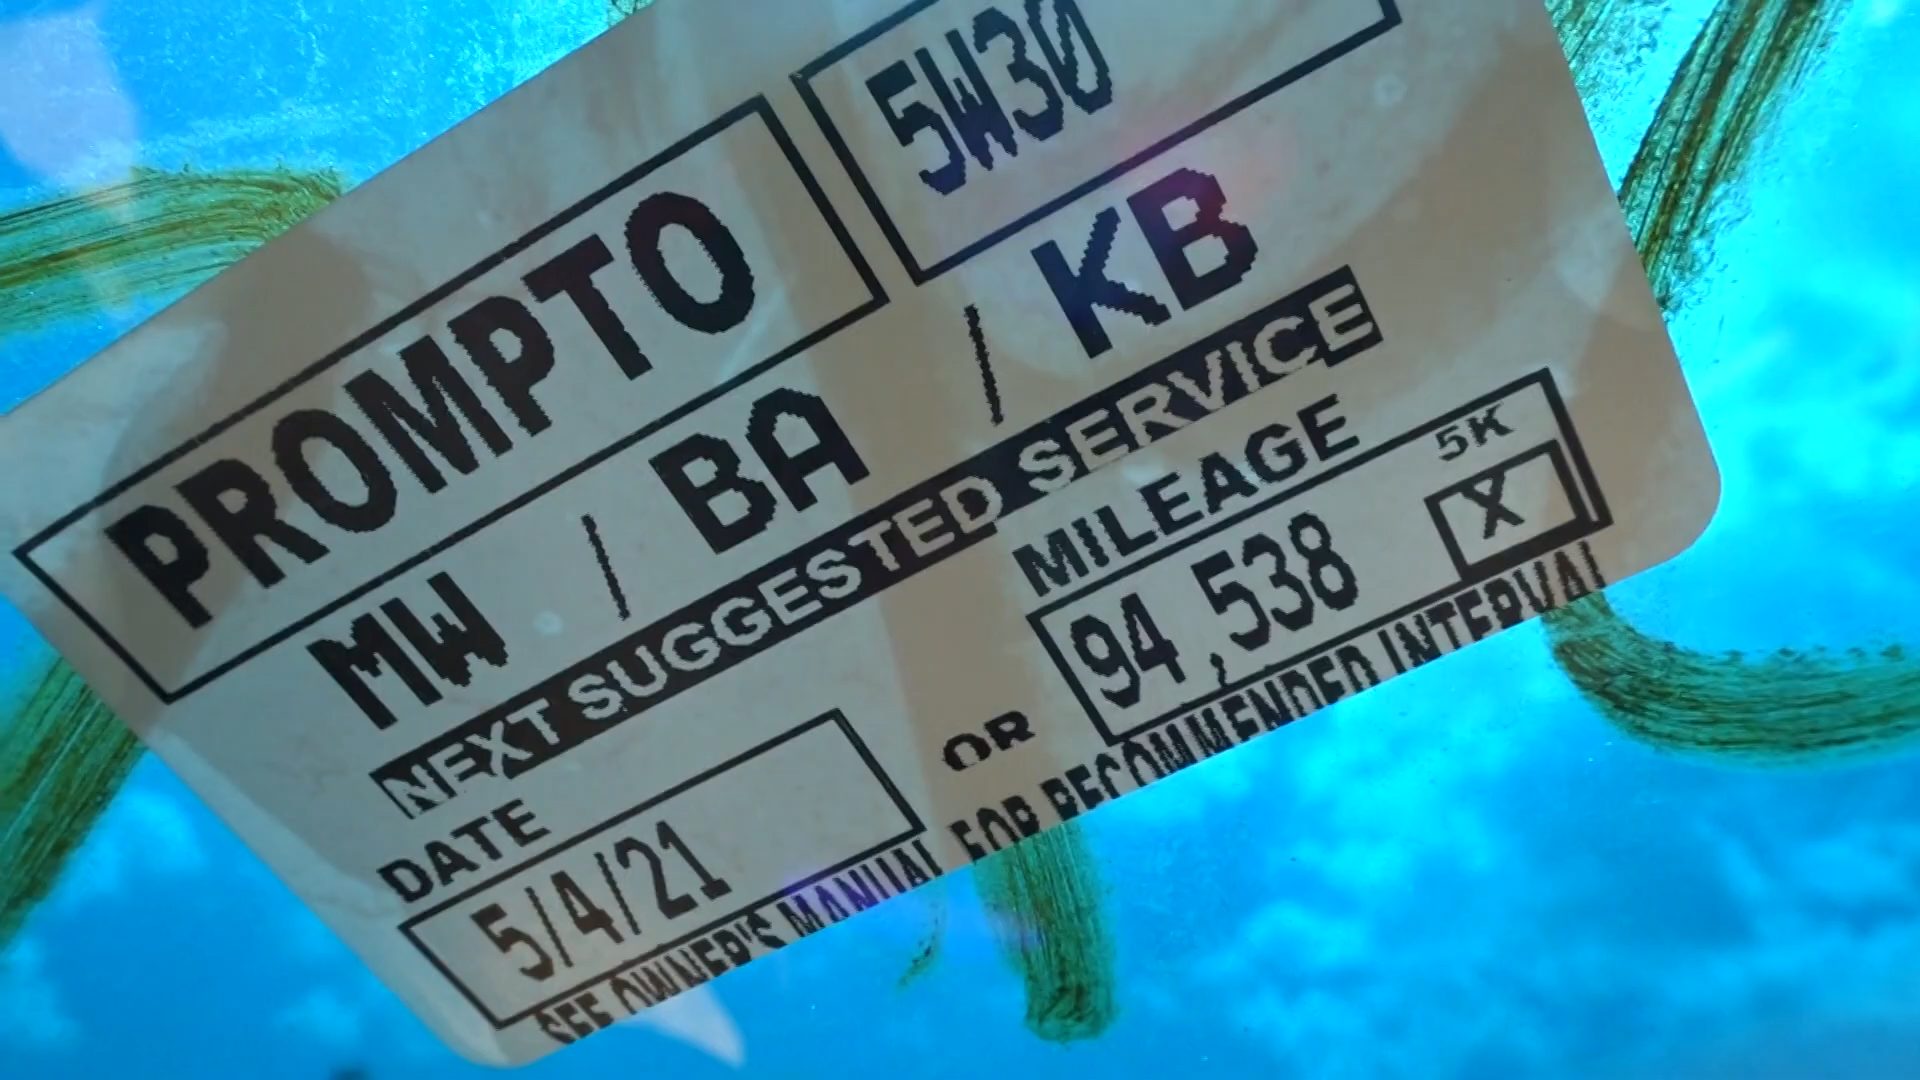 5W30
PROMPTO
MW / BA / KB
NEXT SUGGESTED SERVICE
DATE
5/4/21
OR
MILEAGE
5K
94,538 X
SEE OWNER'S MANUAL FOR RECOMMENDED INTERVAL